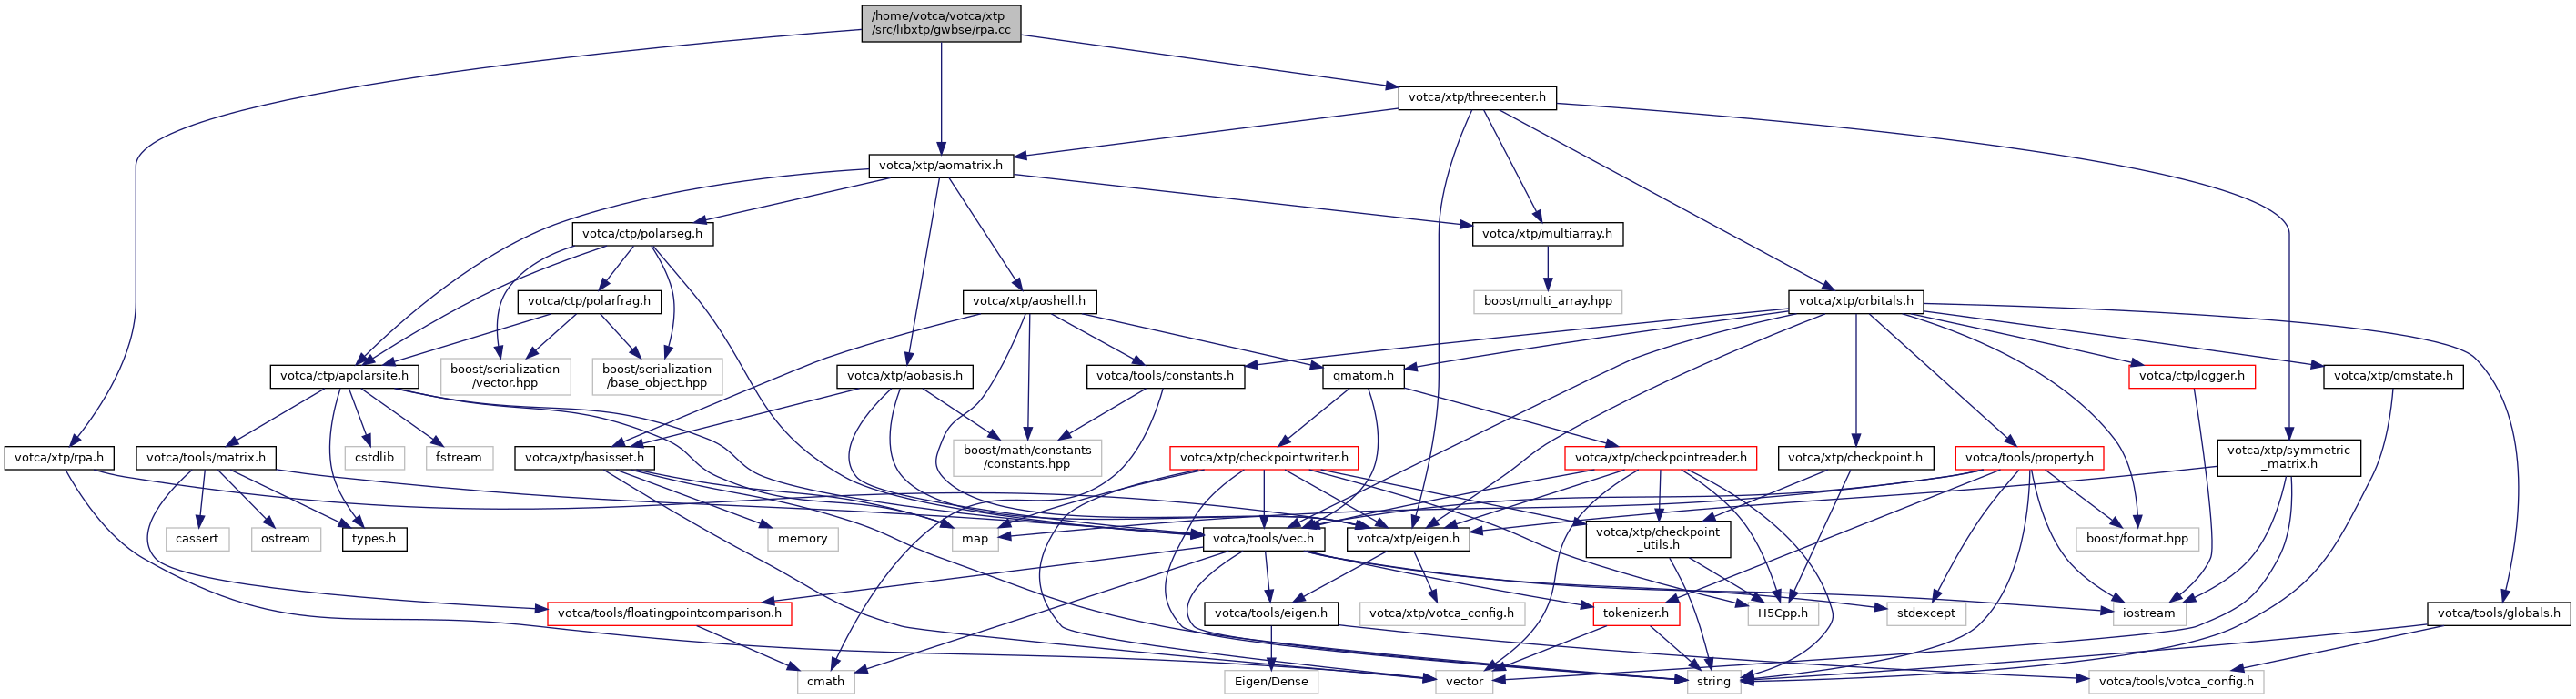 /home/votca/votca/xtp
/src/libxtp/gwbse/rpa.cc
votca/xtp/threecenter.h
votca/xtp/aomatrix.h
votca/ctp/polarseg.h
votca/xtp/multiarray.h
votca/ctp/polarfrag.h
votca/xtp/aoshell.h
boost/multi_array.hpp
votca/xtp/orbitals.h
votca/ctp/apolarsite.h
boost/serialization
/vector.hpp
boost/serialization
/base_object.hpp
votca/xtp/aobasis.h
votca/tools/constants.h
qmatom.h
votca/ctp/logger.h
votca/xtp/qmstate.h
votca/xtp/rpa.h
votca/tools/matrix.h
cstdlib
fstream
votca/xtp/basisset.h
boost/math/constants
/constants.hpp
votca/xtp/checkpointwriter.h
votca/xtp/checkpointreader.h
votca/xtp/checkpoint.h
votca/tools/property.h
votca/xtp/symmetric
_matrix.h
cassert
ostream
types.h
memory
map
votca/tools/vec.h
votca/xtp/eigen.h
votca/xtp/checkpoint
_utils.h
boost/format.hpp
votca/tools/floatingpointcomparison.h
votca/tools/eigen.h
votca/xtp/votca_config.h
tokenizer.h
H5Cpp.h
stdexcept
iostream
votca/tools/globals.h
cmath
Eigen/Dense
vector
string
votca/tools/votca_config.h